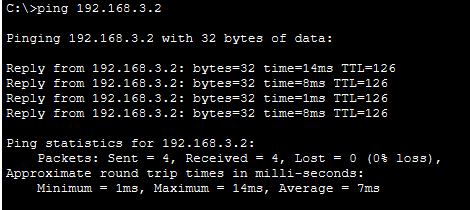 C:\>ping 192.168.3.2
Pinging 192.168.3.2 with 32 bytes of data:
Reply from 192.168.3.2: bytes=32 time=14ms TTL=126
Reply from 192.168.3.2: bytes=32 time=8ms TTL=126
Reply from 192.168.3.2: bytes=32 time=1ms TTL=126
Reply from 192.168.3.2: bytes=32 time=8ms TTL=126
Ping statistics for 192.168.3.2:
    Packets: Sent = 4, Received = 4, Lost = 0 (0% loss),
Approximate round trip times in milli-seconds:
    Minimum = 1ms, Maximum = 14ms, Average = 7ms